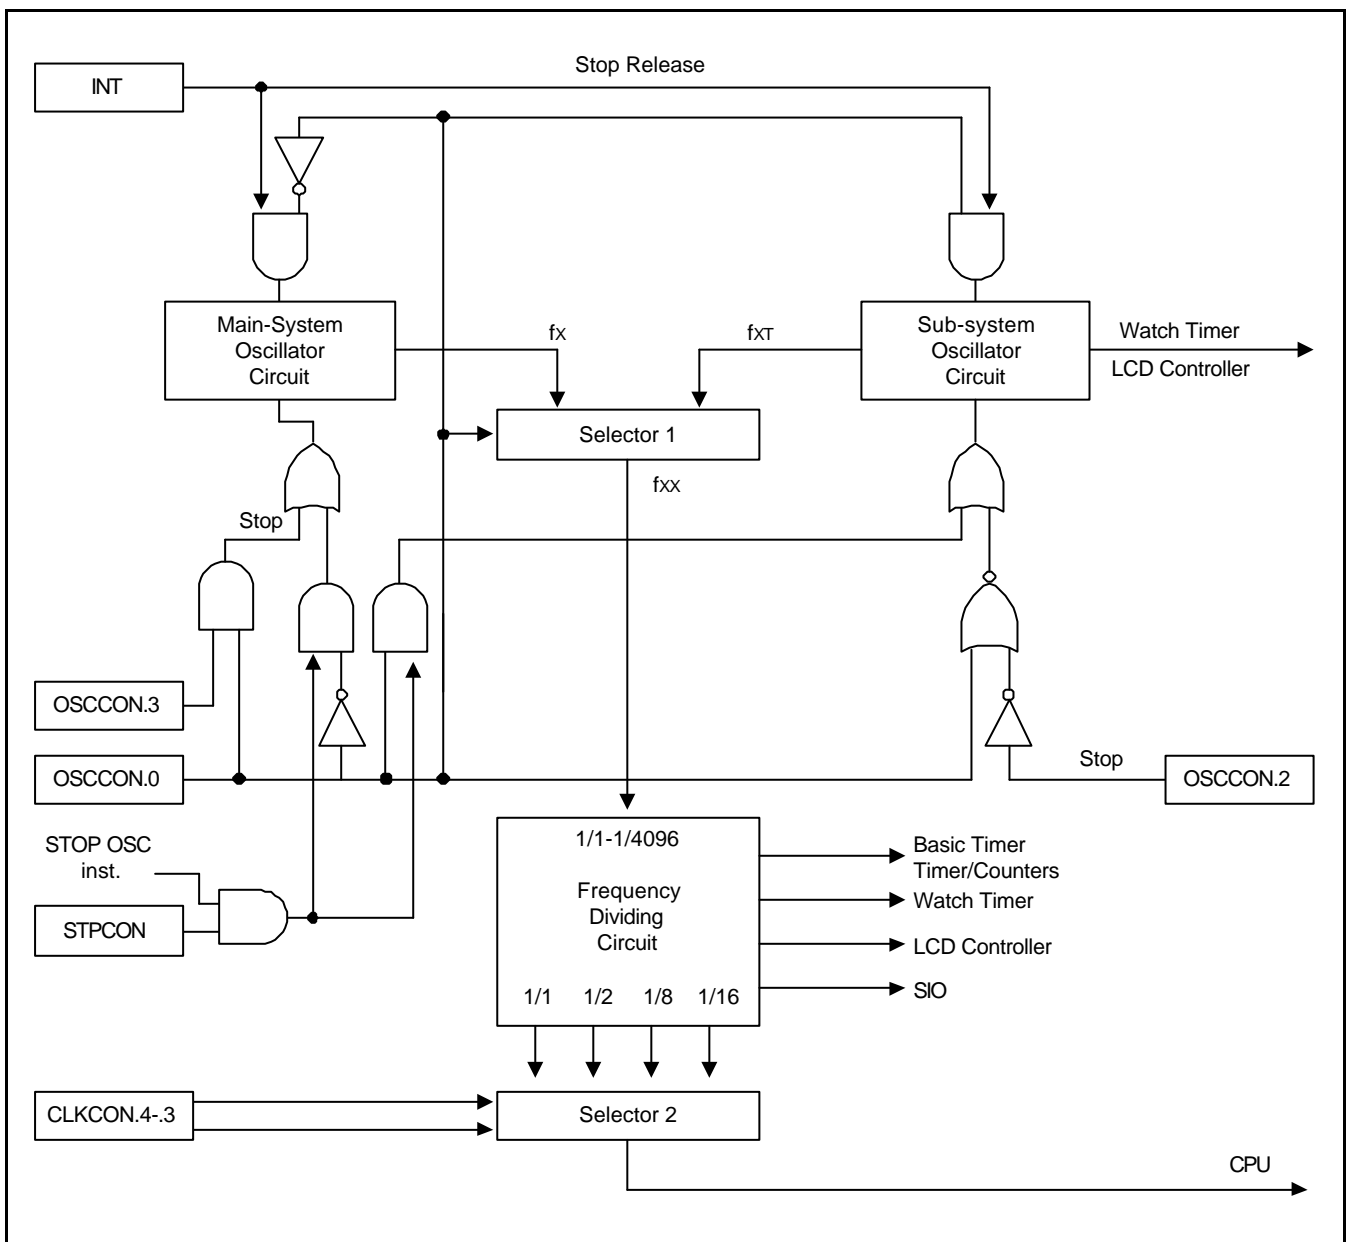 Stop Release
INT
Main-System
Oscillator
Circuit
fX
fXT
Sub-system
Oscillator
Circuit
Watch Timer
LCD Controller
Selector 1
fXX
Stop
OSCCON.3
OSCCON.0
Stop
OSCCON.2
STOP OSC
inst.
STPCON
1/1-1/4096
Frequency
Dividing
Circuit
1/1 1/2 1/8 1/16
Basic Timer
Timer/Counters
Watch Timer
LCD Controller
SIO
CLKCON.4-.3
Selector 2
CPU